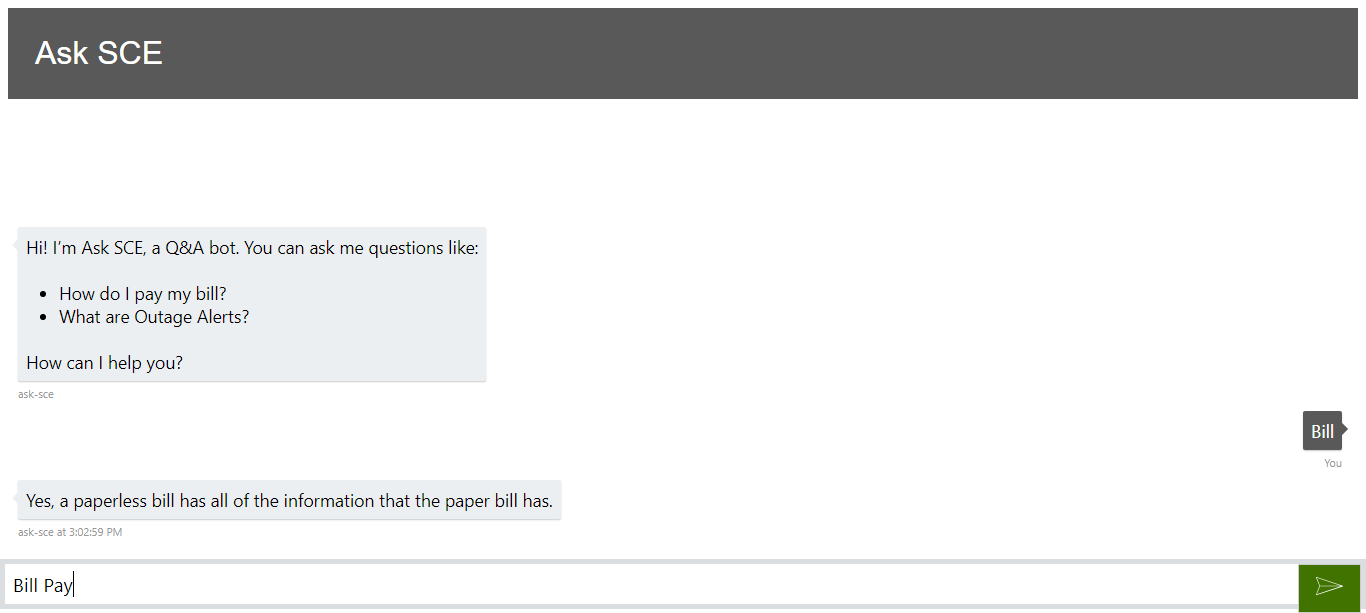 Ask SCE
Hi! I’m Ask SCE, a Q&A bot. You can ask me questions like:
• How do I pay my bill?
• What are Outage Alerts?
How can I help you?
ask-sce
Bill
You
Yes, a paperless bill has all of the information that the paper bill has.
ask-sce at 3:02:59 PM
Bill Pay